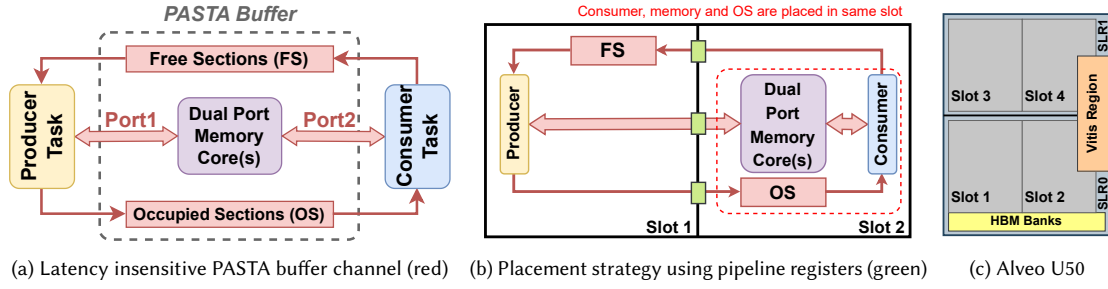 PASTA Buffer
Free Sections (FS)
Producer
Task
Port1
Dual Port
Memory
Core(s)
Port2
Consumer
Task
Occupied Sections (OS)
(a) Latency insensitive PASTA buffer channel (red)
Consumer, memory and OS are placed in same slot
FS
Producer
Dual
Port
Memory
Core(s)
Consumer
OS
Slot 1
Slot 2
(b) Placement strategy using pipeline registers (green)
SLR1
Slot 3
Slot 4
Vitis Region
Slot 1
Slot 2
SLR0
HBM Banks
(c) Alveo U50